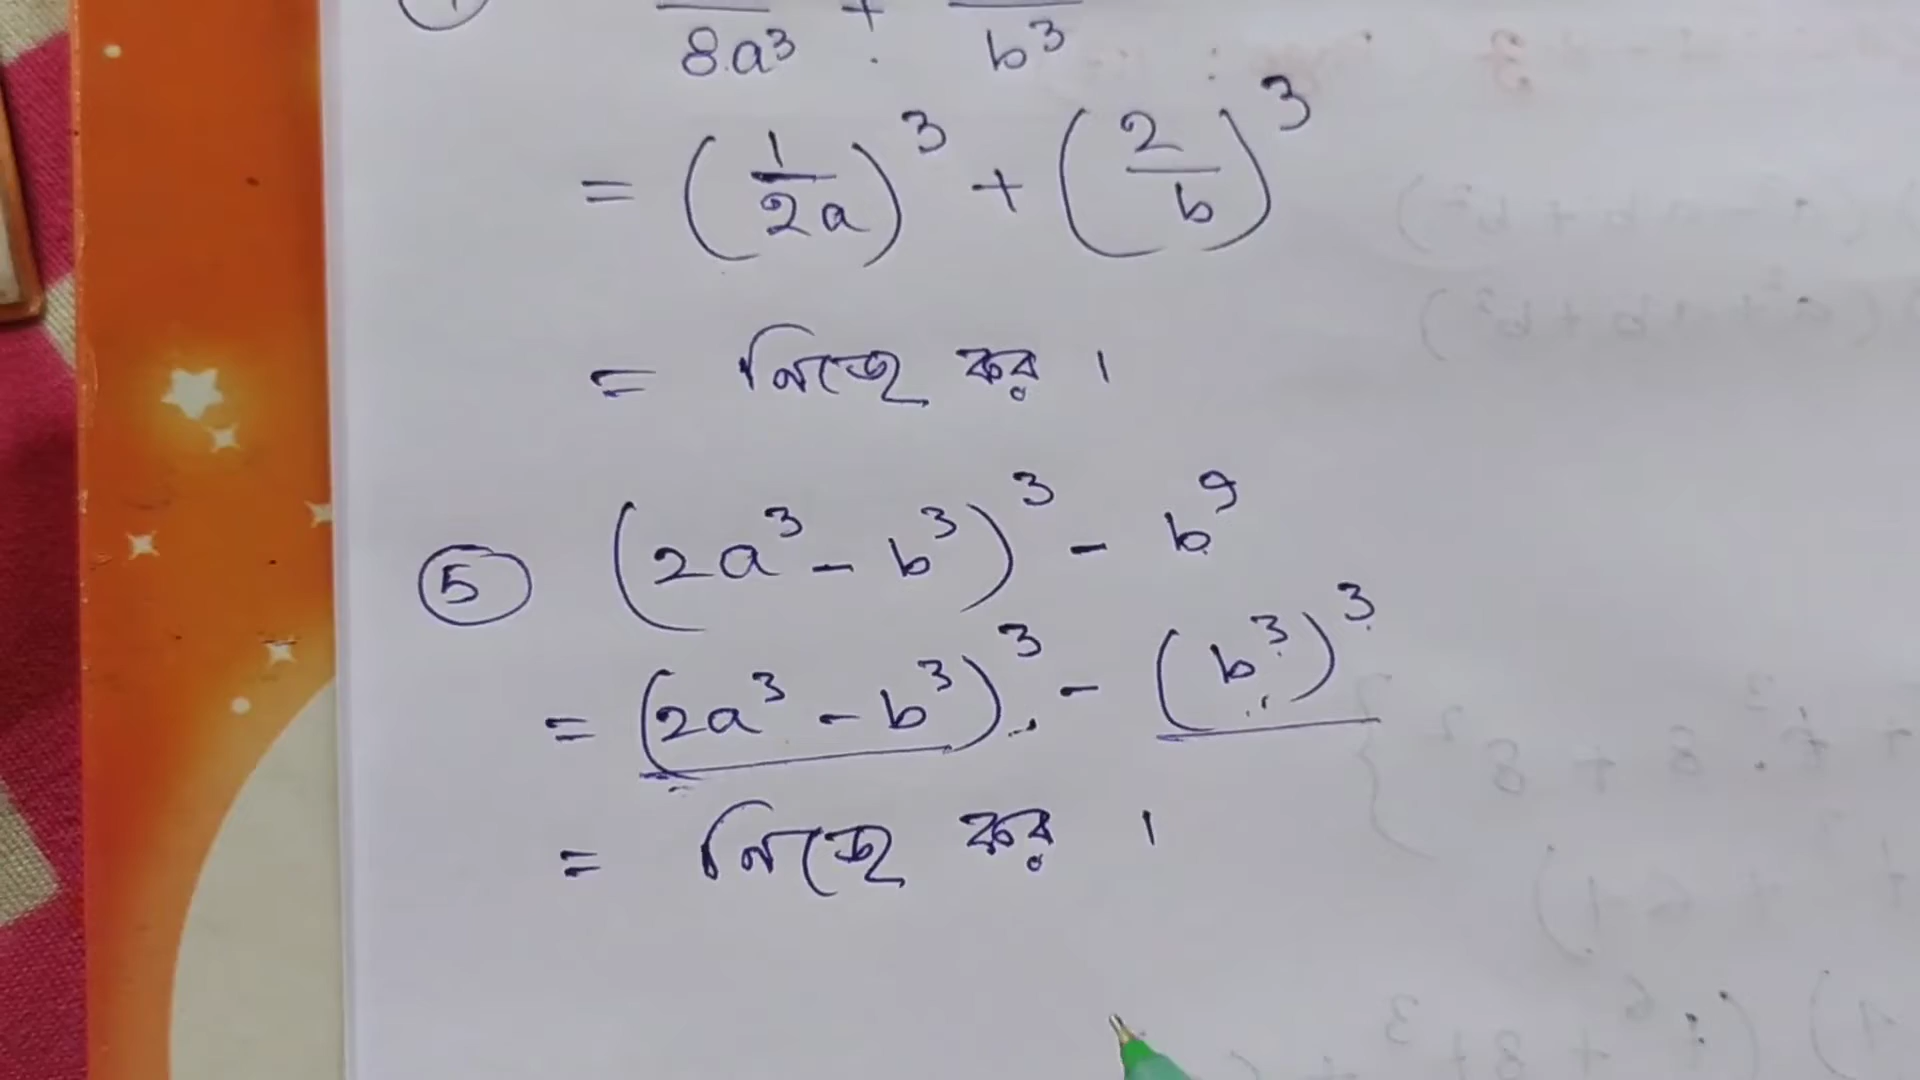 8a³ + b³
= (1/2a)³ + (2/b)³
= নিজে কর ।
⑤ (2a³ - b³)³ - b⁹
= (2a³ - b³)³ - (b³)³
= নিজে কর ।